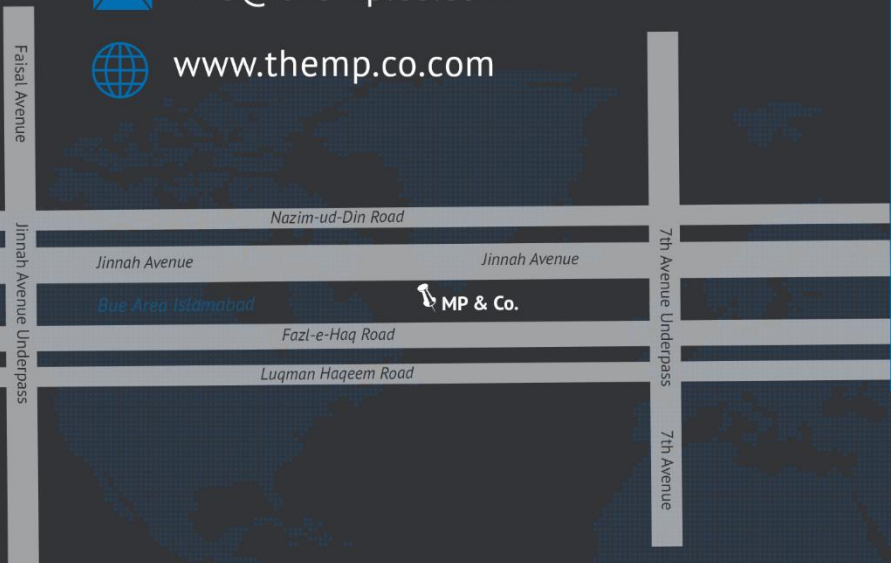 www.themp.co.com
Faisal Avenue
Nazim-ud-Din Road
Jinnah Avenue Underpass
Jinnah Avenue
Jinnah Avenue
7th Avenue Underpass
Bue Area Islamabad
MP & Co.
Fazl-e-Haq Road
Luqman Haqeem Road
7th Avenue